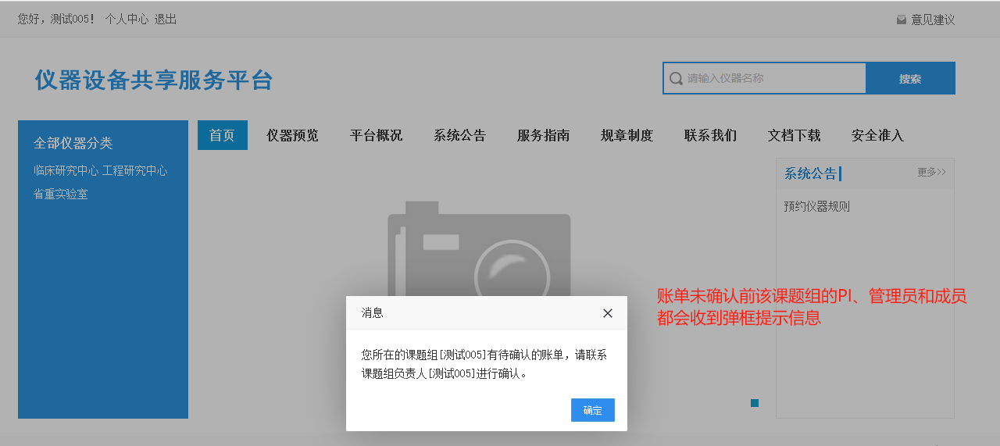 您好，测试005！ 个人中心 退出
意见建议
仪器设备共享服务平台
请输入仪器名称
搜索
全部仪器分类
首页 仪器预览 平台概况 系统公告 服务指南 规章制度 联系我们 文档下载 安全准入
临床研究中心 工程研究中心
省重实验室
系统公告
更多>>
预约仪器规则
账单未确认前该课题组的PI、管理员和成员
都会收到弹框提示信息
消息
您所在的课题组[测试005]有待确认的账单，请联系
课题组负责人[测试005]进行确认。
确定